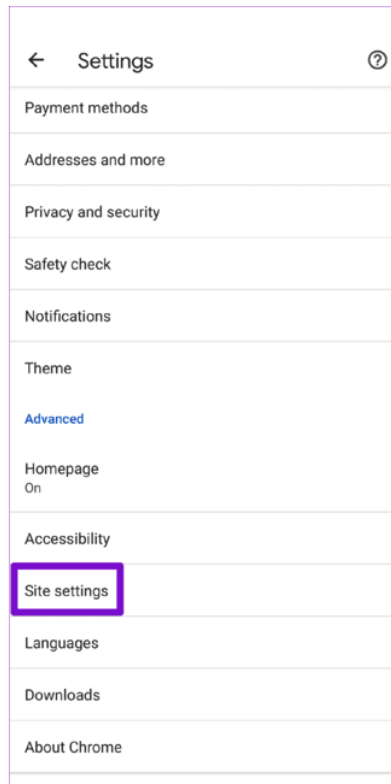 Settings
Payment methods
Addresses and more
Privacy and security
Safety check
Notifications
Theme
Advanced
Homepage
On
Accessibility
Site settings
Languages
Downloads
About Chrome